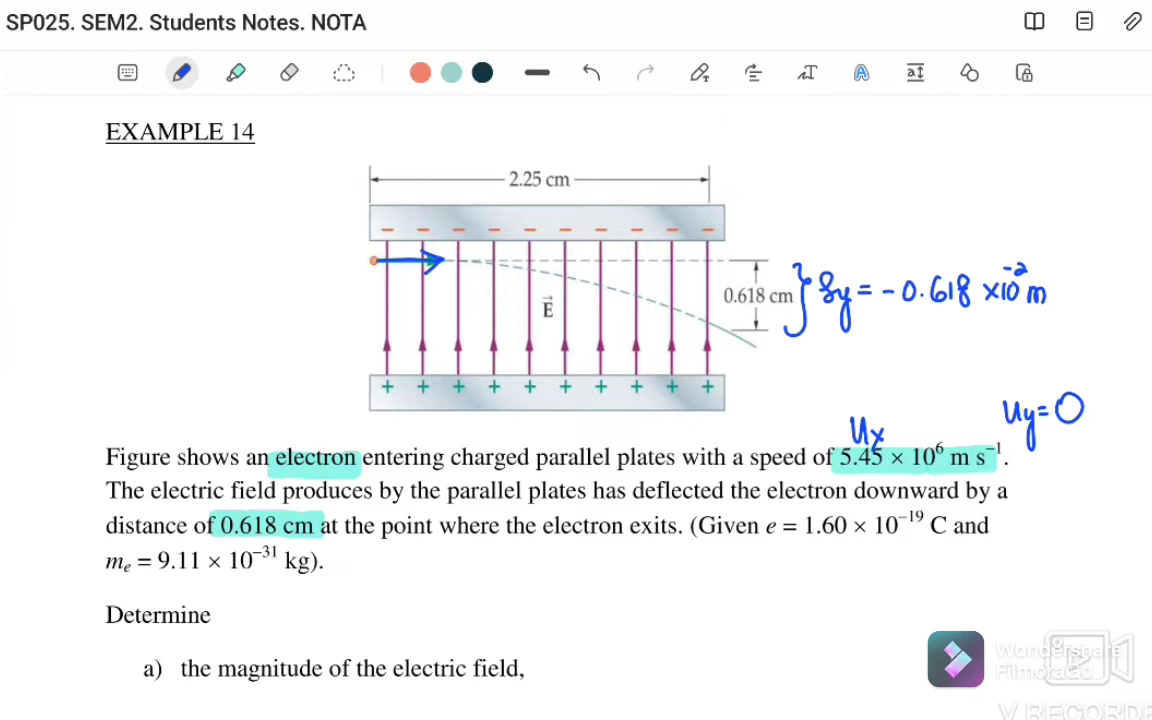 SP025. SEM2. Students Notes. NOTA
EXAMPLE 14
2.25 cm
− − − − − − − − − −
0.618 cm } Sy = - 0.618 × 10⁻² m
E⃗
+ + + + + + + + + +
ux
uy = 0
Figure shows an electron entering charged parallel plates with a speed of 5.45 × 10⁶ m s⁻¹.
The electric field produces by the parallel plates has deflected the electron downward by a
distance of 0.618 cm at the point where the electron exits. (Given e = 1.60 × 10⁻¹⁹ C and
mₑ = 9.11 × 10⁻³¹ kg).
Determine
a) the magnitude of the electric field,
Wondershare
Filmora
V RECORDE